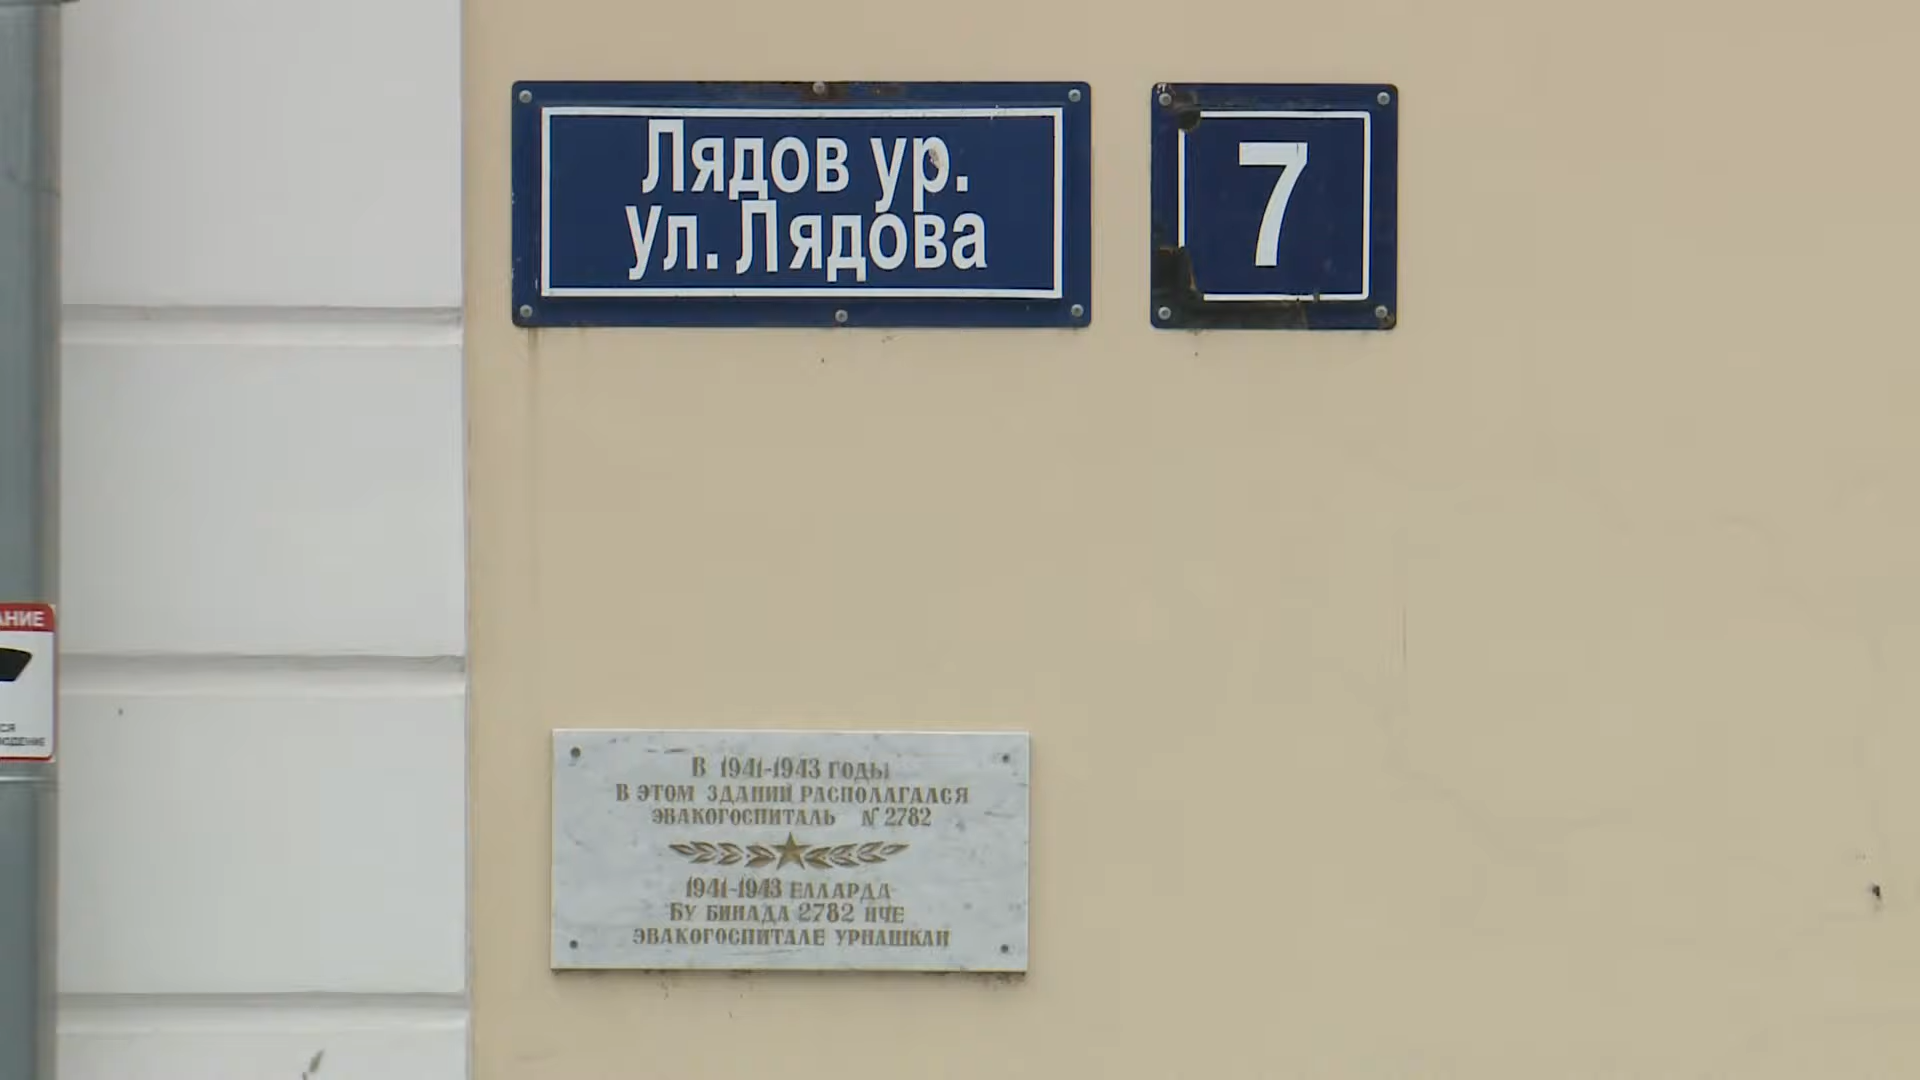 Лядов ур.
Ул. Лядова
7
В 1941-1943 ГОДЫ
В ЭТОМ ЗДАНИИ РАСПОЛАГАЛСЯ
ЭВАКОГОСПИТАЛЬ N 2782
1941-1943 ЕЛЛАРДА
БУ БИНАДА 2782 НЧЕ
ЭВАКОГОСПИТАЛЕ УРНАШКАН